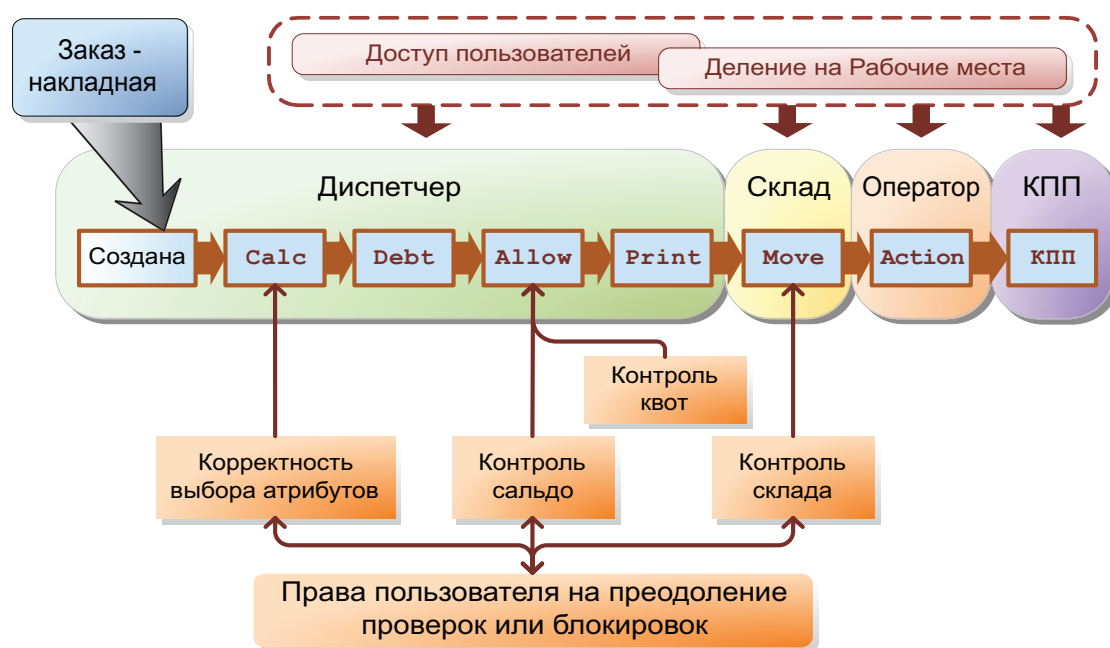 Заказ -
накладная
Доступ пользователей
Деление на Рабочие места
Диспетчер
Склад
Оператор
КПП
Создана
Calc
Debt
Allow
Print
Move
Action
КПП
Контроль
квот
Корректность
выбора атрибутов
Контроль
сальдо
Контроль
склада
Права пользователя на преодоление
проверок или блокировок